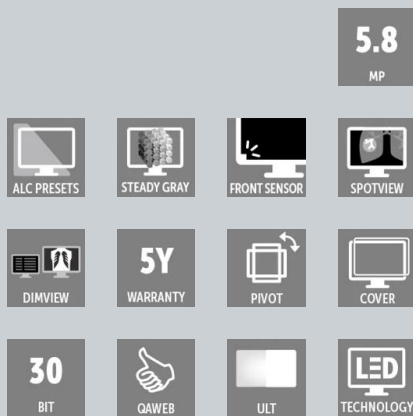 5.8
MP
ALC PRESETS
STEADY GRAY
FRONT SENSOR
SPOTVIEW
DIMVIEW
5Y
WARRANTY
PIVOT
COVER
30
BIT
QAWEB
ULT
LED
TECHNOLOGY